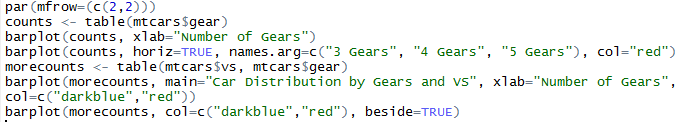 par(mfrow=(c(2,2)))
counts <- table(mtcars$gear)
barplot(counts, xlab="Number of Gears")
barplot(counts, horiz=TRUE, names.arg=c("3 Gears", "4 Gears", "5 Gears"), col="red")
morecounts <- table(mtcars$vs, mtcars$gear)
barplot(morecounts, main="Car Distribution by Gears and VS", xlab="Number of Gears",
col=c("darkblue","red"))
barplot(morecounts, col=c("darkblue","red"), beside=TRUE)